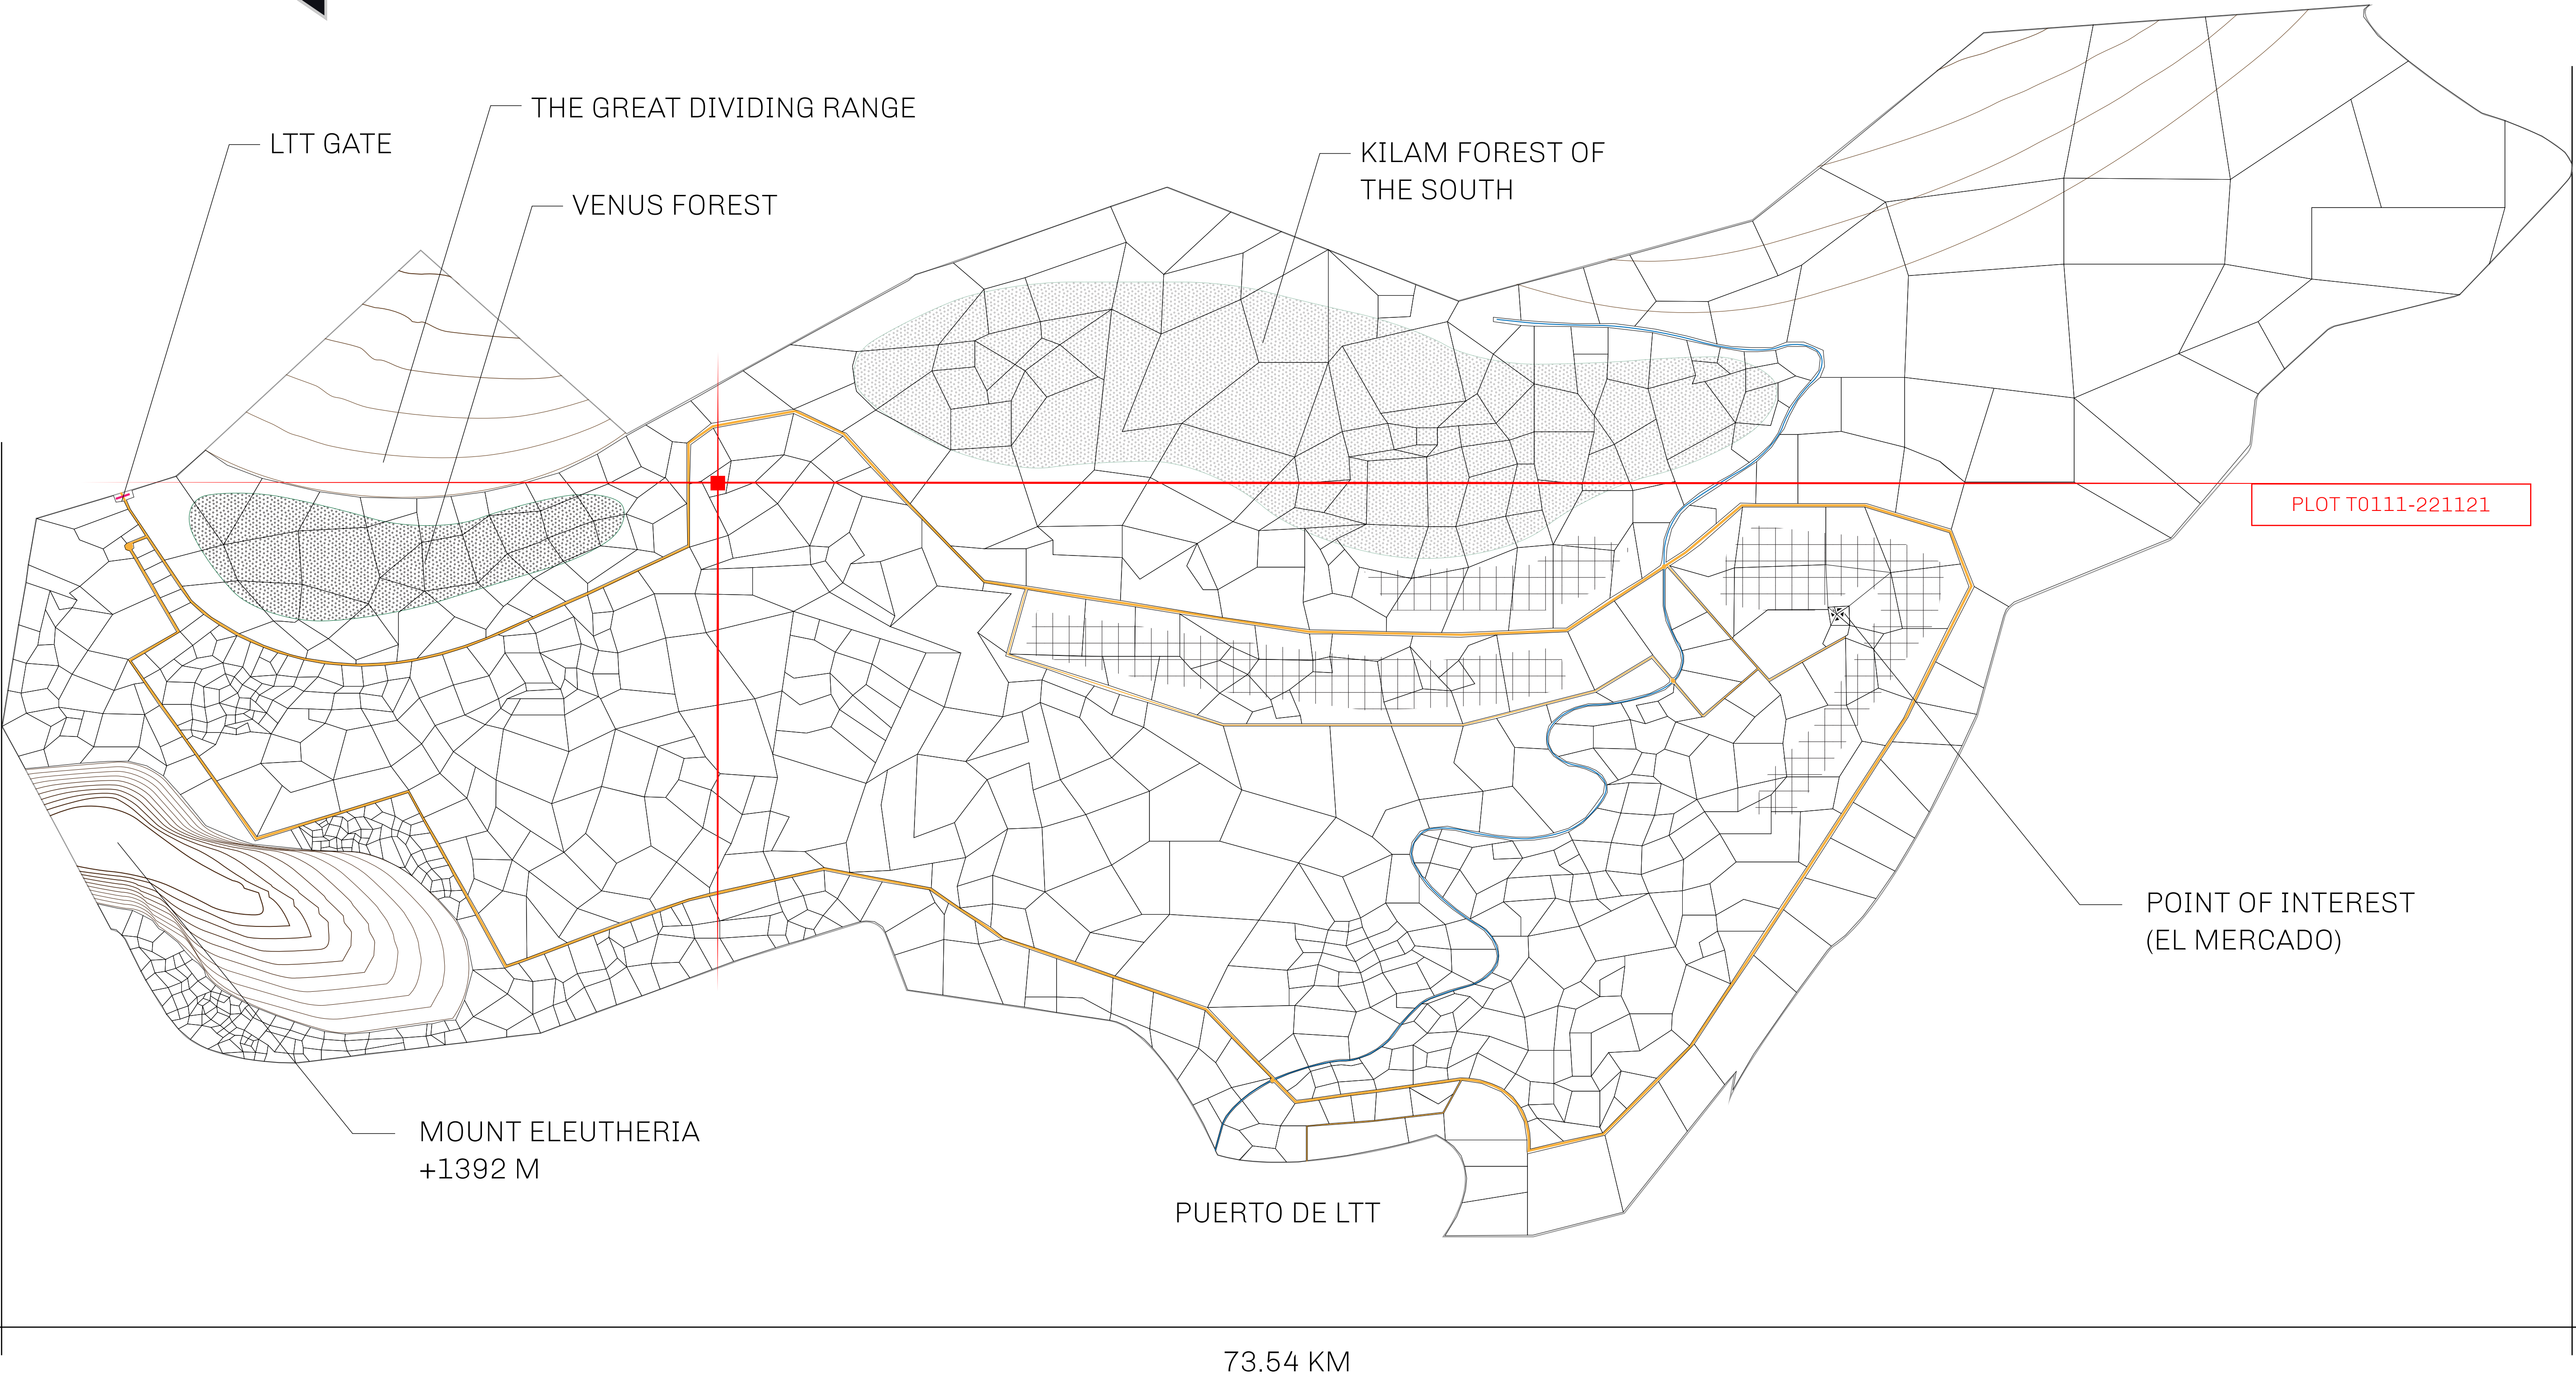 THE GREAT DIVIDING RANGE
LTT GATE
VENUS FOREST
KILAM FOREST OF
THE SOUTH
PLOT T0111-221121
POINT OF INTEREST
(EL MERCADO)
MOUNT ELEUTHERIA
+1392 M
PUERTO DE LTT
73.54 KM